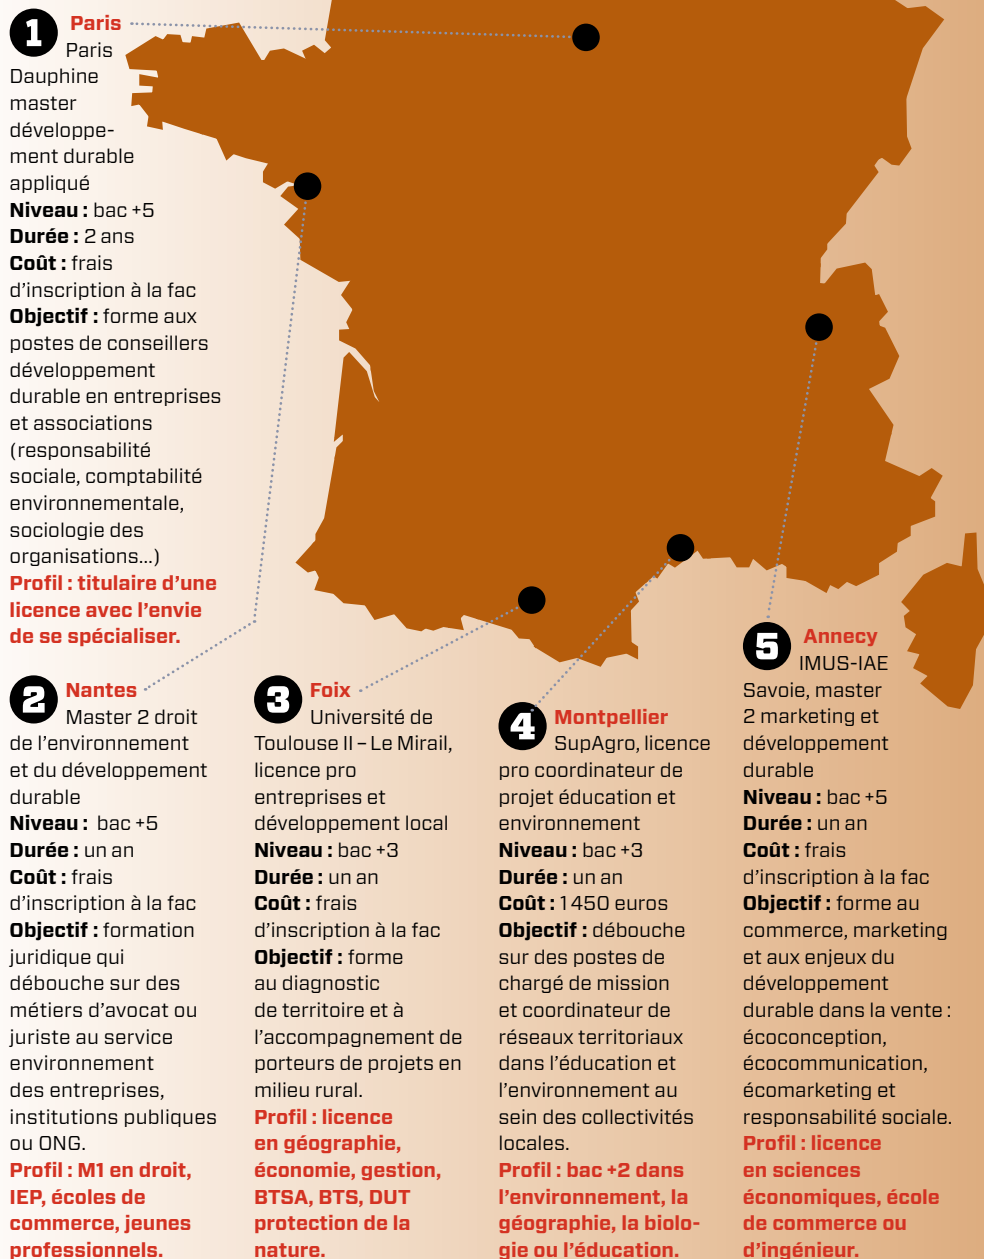 1 Paris
Paris
Dauphine
master
développe-
ment durable
appliqué
Niveau : bac +5
Durée : 2 ans
Coût : frais
d'inscription à la fac
Objectif : forme aux
postes de conseillers
développement
durable en entreprises
et associations
(responsabilité
sociale, comptabilité
environnementale,
sociologie des
organisations...)
Profil : titulaire d'une
licence avec l'envie
de se spécialiser.
2 Nantes
Master 2 droit
de l'environnement
et du développement
durable
Niveau : bac +5
Durée : un an
Coût : frais
d'inscription à la fac
Objectif : formation
juridique qui
débouche sur des
métiers d'avocat ou
juriste au service
environnement
des entreprises,
institutions publiques
ou ONG.
Profil : M1 en droit,
IEP, écoles de
commerce, jeunes
professionnels.
3 Foix
Université de
Toulouse II – Le Mirail,
licence pro
entreprises et
développement local
Niveau : bac +3
Durée : un an
Coût : frais
d'inscription à la fac
Objectif : forme
au diagnostic
de territoire et à
l'accompagnement de
porteurs de projets en
milieu rural.
Profil : licence
en géographie,
économie, gestion,
BTSA, BTS, DUT
protection de la
nature.
4 Montpellier
SupAgro, licence
pro coordinateur de
projet éducation et
environnement
Niveau : bac +3
Durée : un an
Coût : 1 450 euros
Objectif : débouche
sur des postes de
chargé de mission
et coordinateur de
réseaux territoriaux
dans l'éducation et
l'environnement au
sein des collectivités
locales.
Profil : bac +2 dans
l'environnement, la
géographie, la biolo-
gie ou l'éducation.
5 Annecy
IMUS-IAE
Savoie, master
2 marketing et
développement
durable
Niveau : bac +5
Durée : un an
Coût : frais
d'inscription à la fac
Objectif : forme au
commerce, marketing
et aux enjeux du
développement
durable dans la vente :
écoconception,
écocommunication,
écomarketing et
responsabilité sociale.
Profil : licence
en sciences
économiques, école
de commerce ou
d'ingénieur.